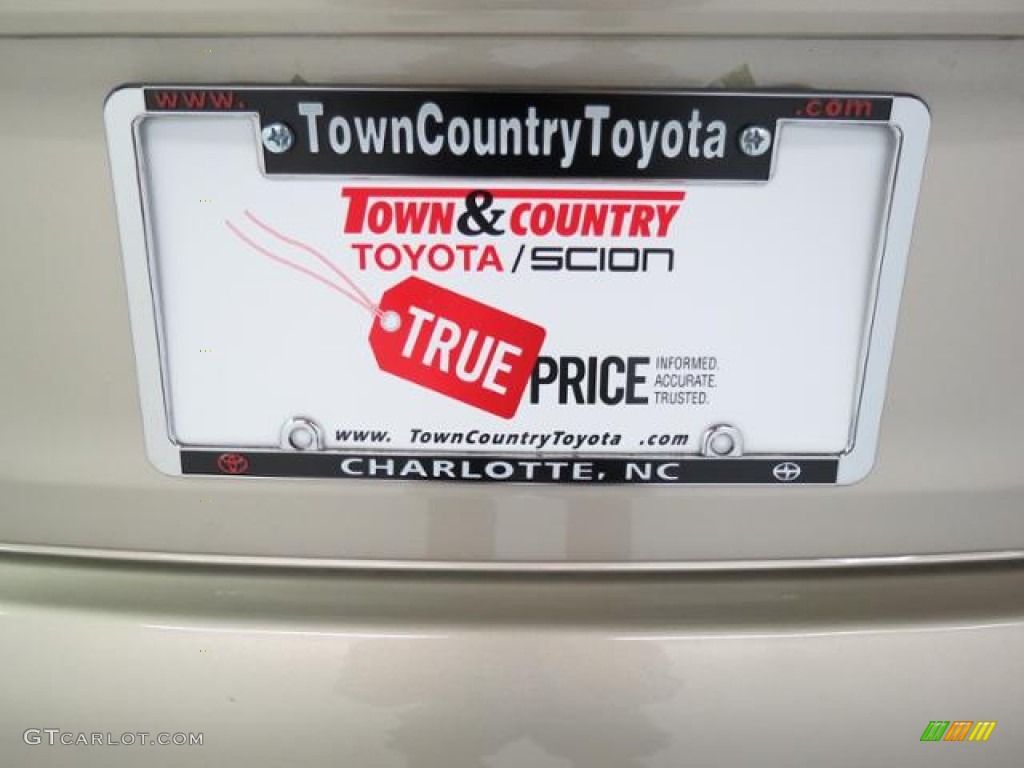 www. .com
TownCountryToyota
TOWN & COUNTRY
TOYOTA / SCION
TRUE PRICE
INFORMED.
ACCURATE.
TRUSTED.
www. TownCountryToyota .com
CHARLOTTE, NC
GTCARLOT.COM